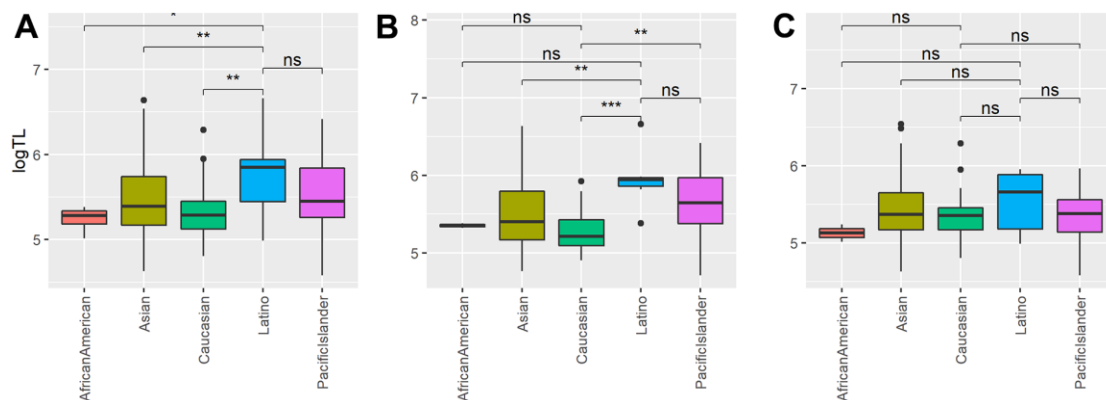 A
*
**
**
ns
logTL
7
6
5
AfricanAmerican
Asian
Caucasian
Latino
PacificIslander
B
ns
**
ns
**
ns
***
8
7
6
5
AfricanAmerican
Asian
Caucasian
Latino
PacificIslander
C
ns
ns
ns
ns
ns
ns
7
6
5
AfricanAmerican
Asian
Caucasian
Latino
PacificIslander